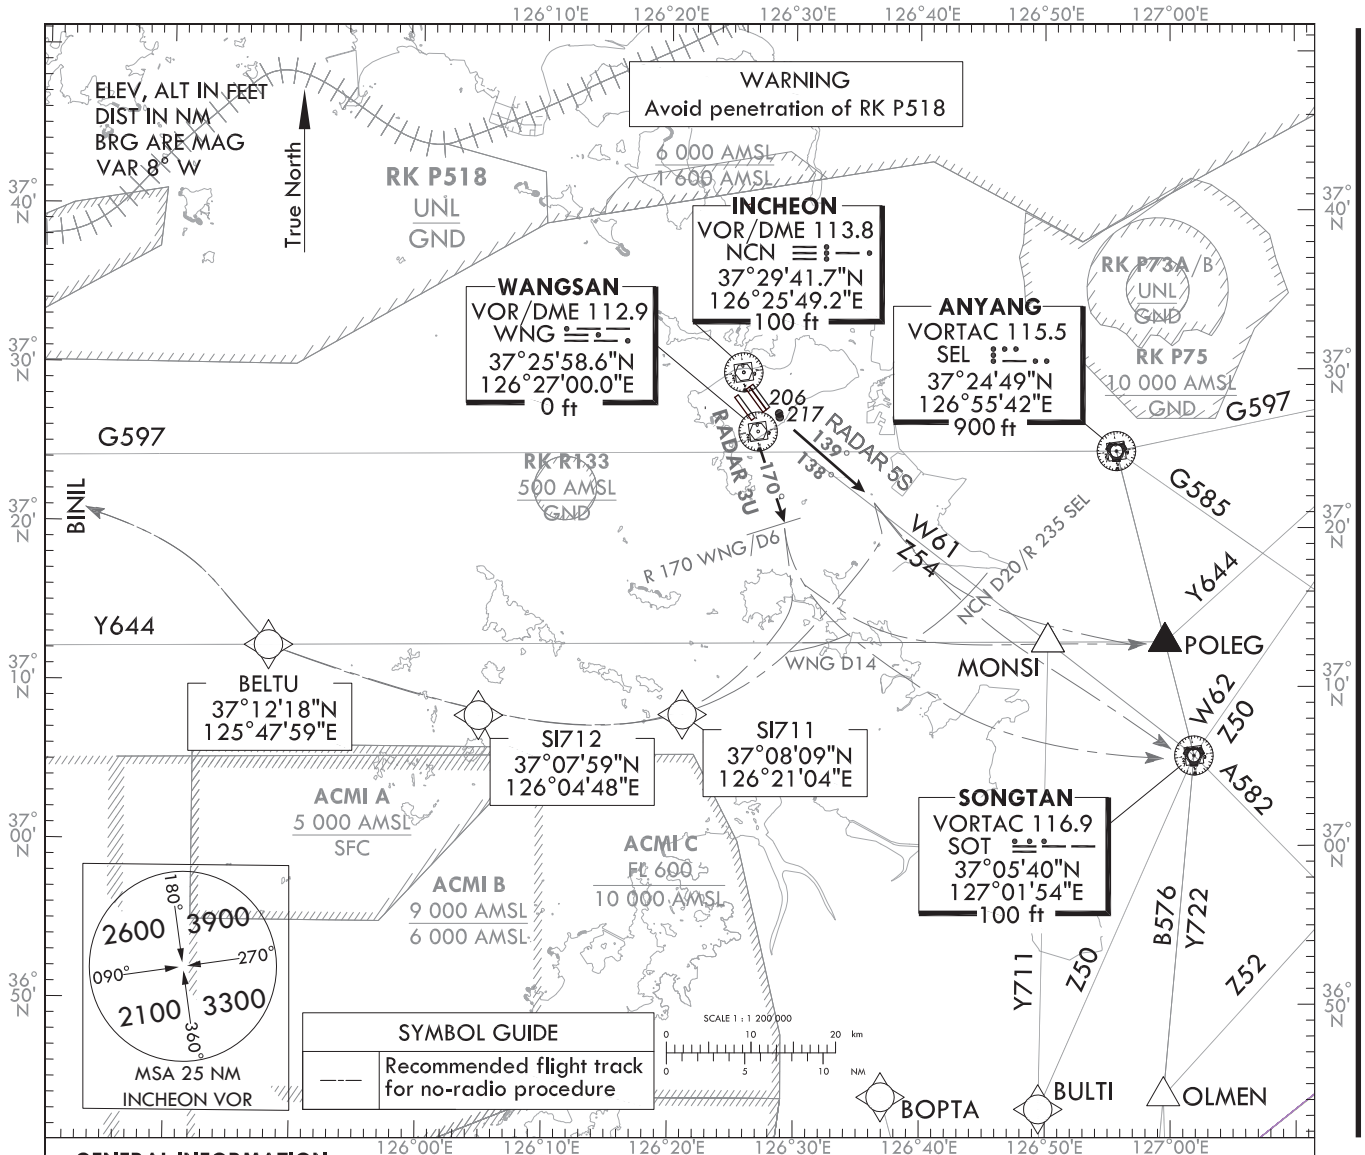 126°10'E
126°20'E
126°30'E
126°40'E
126°50'E
127°00'E
ELEV, ALT IN FEET
DIST IN NM
BRG ARE MAG
VAR 8° W
True North
WARNING
Avoid penetration of RK P518
RK P518
UNL
GND
6 000 AMSL
1 600 AMSL
37°
40'
N
37°
40'
N
INCHEON
VOR/DME 113.8
NCN
37°29'41.7"N
126°25'49.2"E
100 ft
WANGSAN
VOR/DME 112.9
WNG
37°25'58.6"N
126°27'00.0"E
0 ft
ANYANG
VORTAC 115.5
SEL
37°24'49"N
126°55'42"E
900 ft
RK P73A/B
UNL
GND
RK P75
10 000 AMSL
GND
37°
30'
N
37°
30'
N
206
217
G597
G597
RADAR 3U
RADAR 5S
139°
138°
170°
RK R133
500 AMSL
GND
G585
BINIL
37°
20'
N
37°
20'
N
R 170 WNG/D6
W61
Z54
NCN D20/R 235 SEL
Y644
Y644
WNG D14
MONSI
POLEG
37°
10'
N
37°
10'
N
BELTU
37°12'18"N
125°47'59"E
SI712
37°07'59"N
126°04'48"E
SI711
37°08'09"N
126°21'04"E
W62
Z50
A582
SONGTAN
VORTAC 116.9
SOT
37°05'40"N
127°01'54"E
100 ft
ACMI A
5 000 AMSL
SFC
37°
00'
N
37°
00'
N
ACMI B
9 000 AMSL
6 000 AMSL
ACMI C
FL 600
10 000 AMSL
180°
2600
3900
090°
270°
2100
3300
360°
MSA 25 NM
INCHEON VOR
36°
50'
N
36°
50'
N
Y711
Z50
B576
Y722
Z52
SYMBOL GUIDE
Recommended flight track
for no-radio procedure
SCALE 1 : 1 200 000
0 10 20 km
0 5 10 NM
BOPTA
BULTI
OLMEN
126°00'E
126°10'E
126°20'E
126°30'E
126°40'E
126°50'E
127°00'E
GENERAL INFORMATION